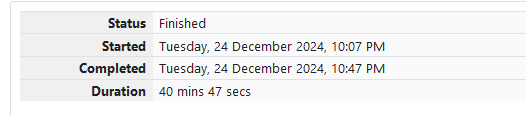 Status Finished
Started Tuesday, 24 December 2024, 10:07 PM
Completed Tuesday, 24 December 2024, 10:47 PM
Duration 40 mins 47 secs